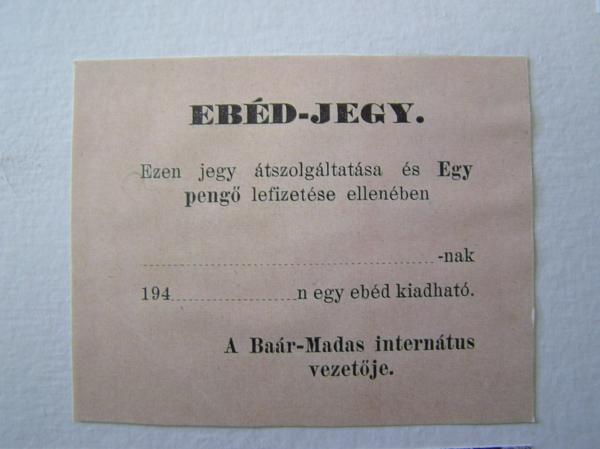 EBÉD-JEGY.
Ezen jegy átszolgáltatása és Egy
pengő lefizetése ellenében
-nak
194 n egy ebéd kiadható.
A Baár-Madas internátus
vezetője.